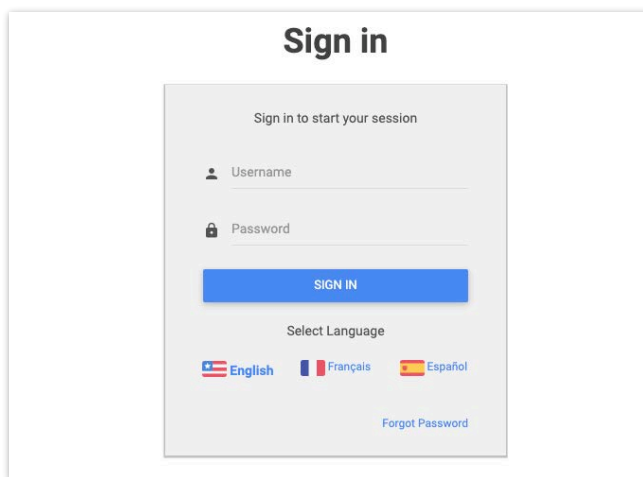 Sign in
Sign in to start your session
Username
Password
SIGN IN
Select Language
English Français Español
Forgot Password